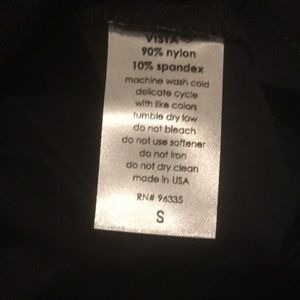 VISTA
90% nylon
10% spandex
machine wash cold
delicate cycle
with like colors
tumble dry low
do not bleach
do not use softener
do not iron
do not dry clean
made in USA
RN# 96335
S